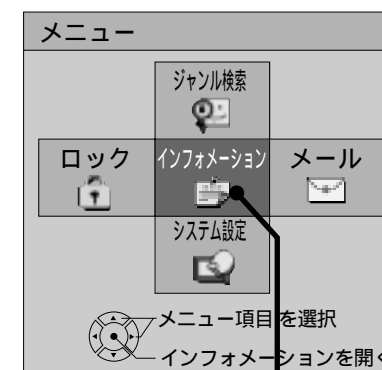 メニュー
ジャンル検索
ロック インフォメーション メール
システム設定
メニュー項目を選択
インフォメーションを開く